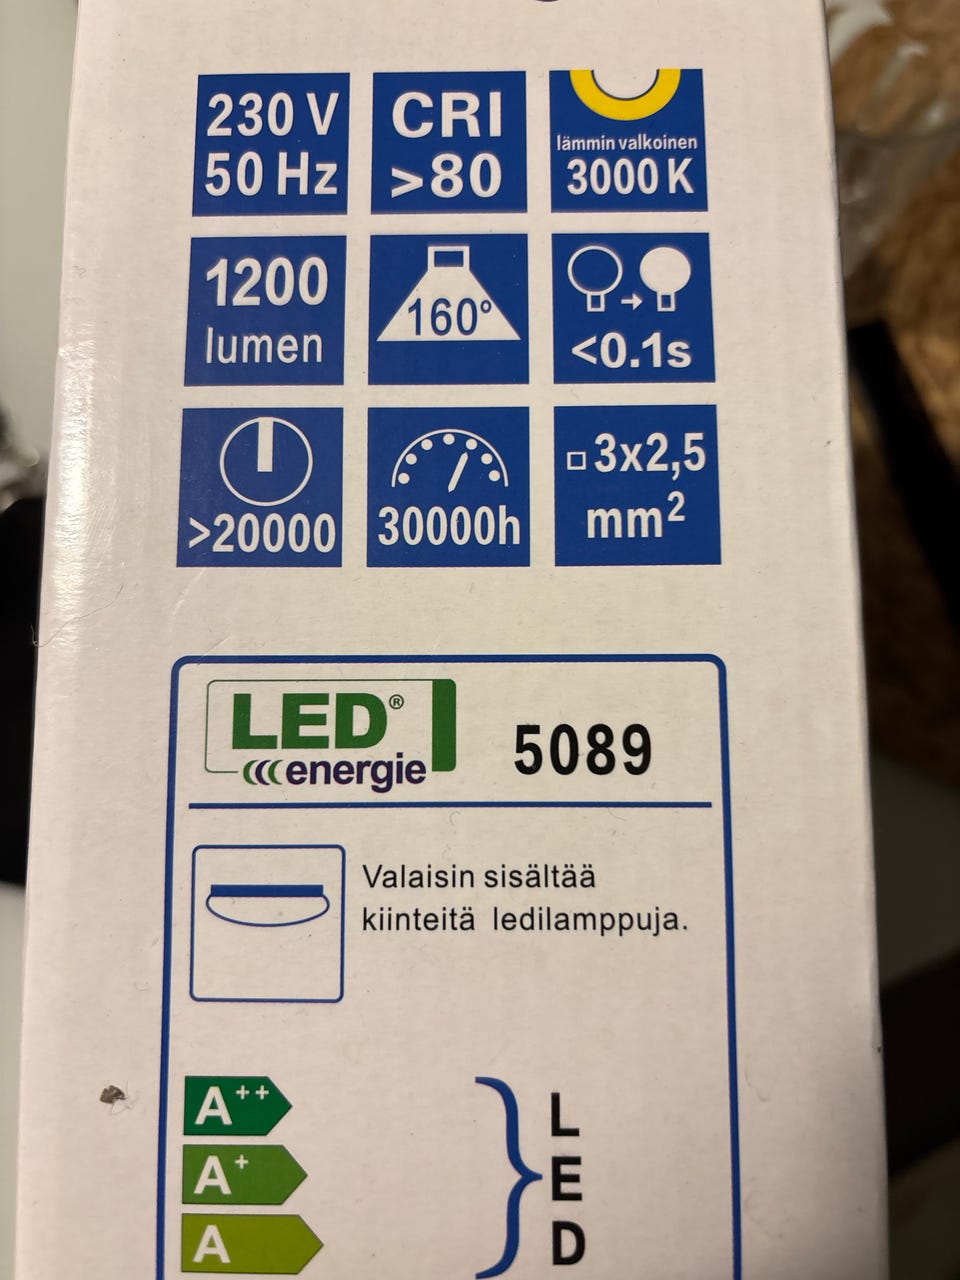 230 V
50 Hz
CRI
>80
lämmin valkoinen
3000 K
1200
lumen
160°
<0.1s
>20000
30000h
3x2,5
mm²
LED®
energie
5089
Valaisin sisältää
kiinteitä ledilamppuja.
A++
A+
A
L
E
D